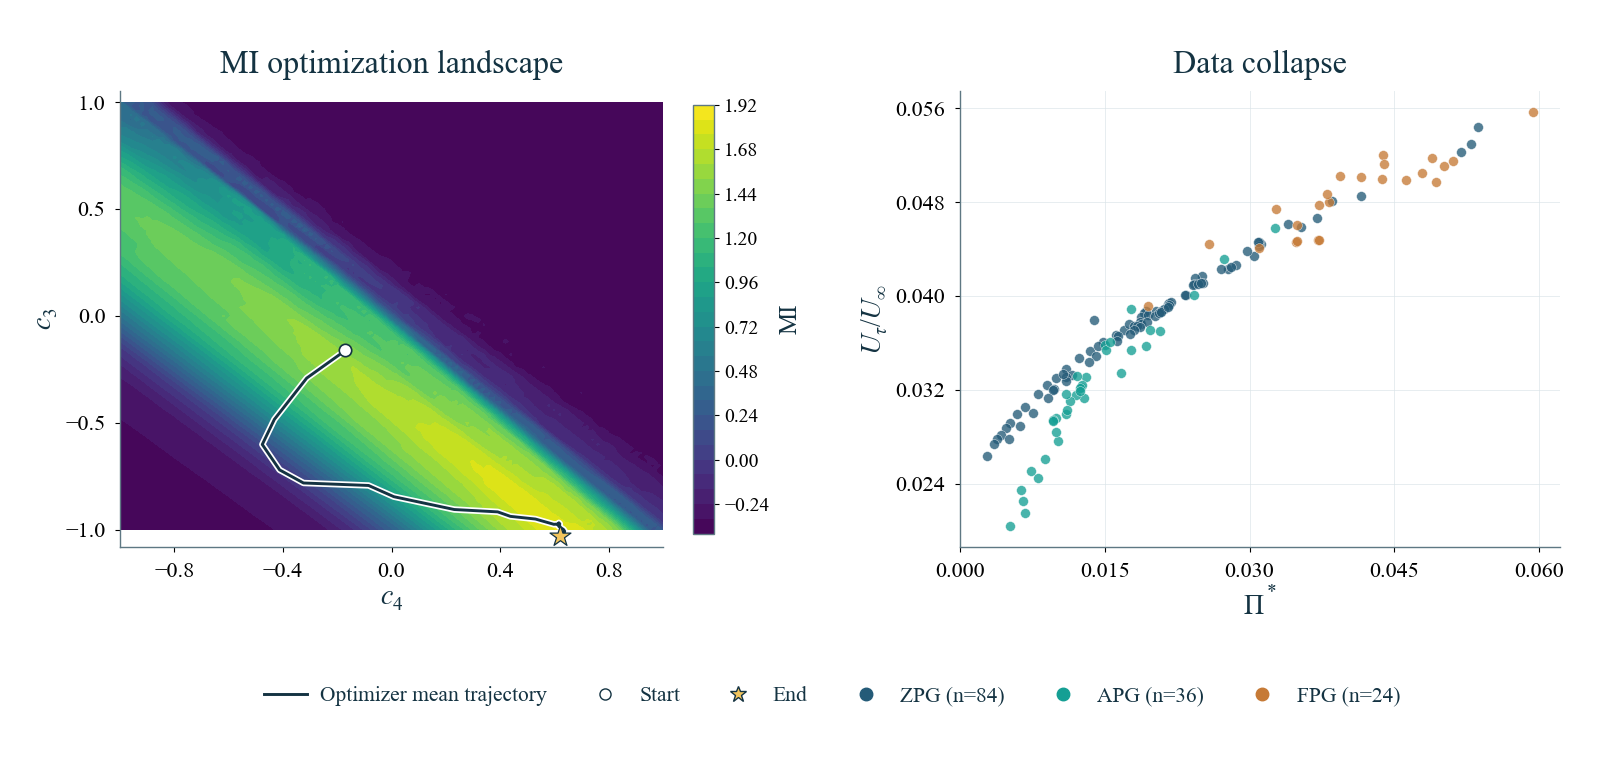 MI optimization landscape
1.0
0.5
0.0
−0.5
−1.0
c3
−0.8
−0.4
0.0
0.4
0.8
c4
1.92
1.68
1.44
1.20
0.96
0.72
0.48
0.24
0.00
−0.24
MI
Data collapse
0.056
0.048
0.040
0.032
0.024
Uτ/U∞
0.000
0.015
0.030
0.045
0.060
Π*
Optimizer mean trajectory
Start
End
ZPG (n=84)
APG (n=36)
FPG (n=24)